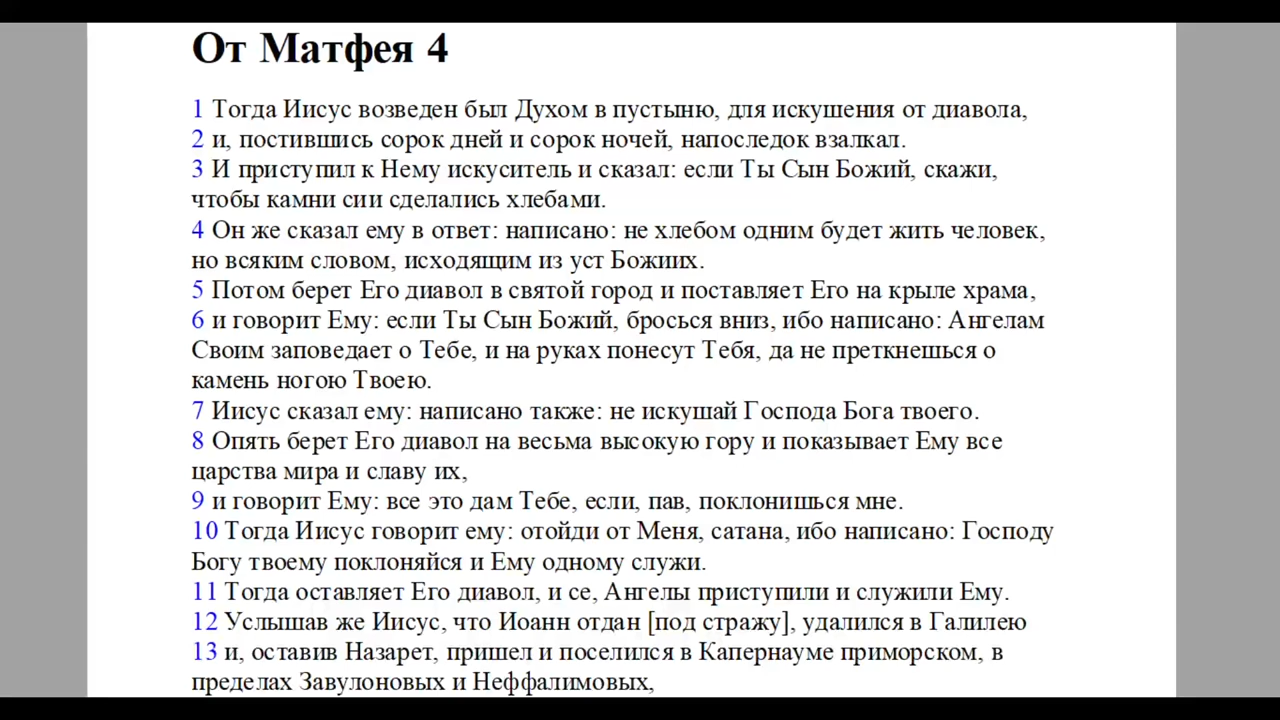 От Матфея 4
1 Тогда Иисус возведен был Духом в пустыню, для искушения от диавола,
2 и, постившись сорок дней и сорок ночей, напоследок взалкал.
3 И приступил к Нему искуситель и сказал: если Ты Сын Божий, скажи,
чтобы камни сии сделались хлебами.
4 Он же сказал ему в ответ: написано: не хлебом одним будет жить человек,
но всяким словом, исходящим из уст Божиих.
5 Потом берет Его диавол в святой город и поставляет Его на крыле храма,
6 и говорит Ему: если Ты Сын Божий, бросься вниз, ибо написано: Ангелам
Своим заповедает о Тебе, и на руках понесут Тебя, да не преткнешься о
камень ногою Твоею.
7 Иисус сказал ему: написано также: не искушай Господа Бога твоего.
8 Опять берет Его диавол на весьма высокую гору и показывает Ему все
царства мира и славу их,
9 и говорит Ему: все это дам Тебе, если, пав, поклонишься мне.
10 Тогда Иисус говорит ему: отойди от Меня, сатана, ибо написано: Господу
Богу твоему поклоняйся и Ему одному служи.
11 Тогда оставляет Его диавол, и се, Ангелы приступили и служили Ему.
12 Услышав же Иисус, что Иоанн отдан [под стражу], удалился в Галилею
13 и, оставив Назарет, пришел и поселился в Капернауме приморском, в
пределах Завулоновых и Неффалимовых,